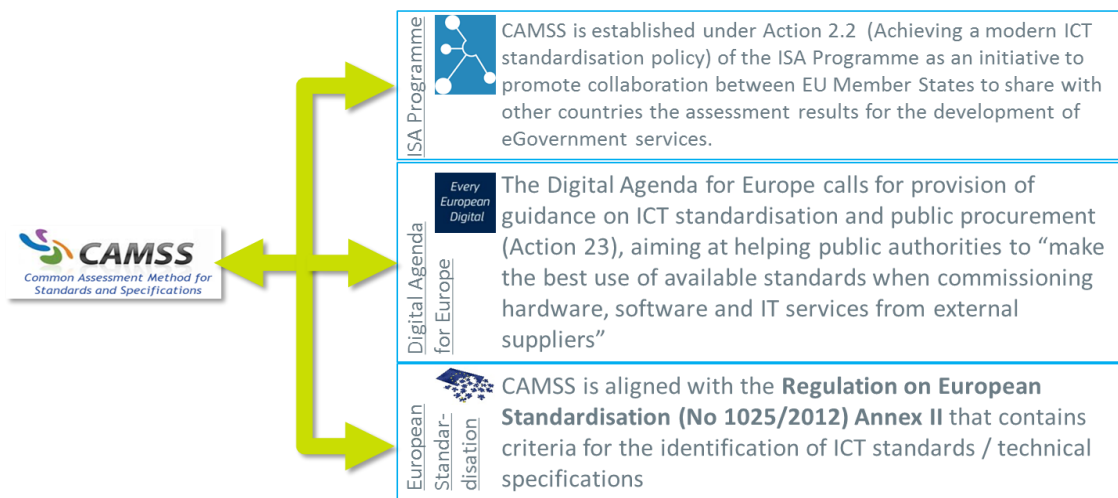 ISA Programme
CAMSS is established under Action 2.2  (Achieving a modern ICT
standardisation policy) of the ISA Programme as an initiative to
promote collaboration between EU Member States to share with
other countries the assessment results for the development of
eGovernment services.
CAMSS
Common Assessment Method for
Standards and Specifications
Digital Agenda
for Europe
Every
European
Digital
The Digital Agenda for Europe calls for provision of
guidance on ICT standardisation and public procurement
(Action 23), aiming at helping public authorities to “make
the best use of available standards when commissioning
hardware, software and IT services from external
suppliers”
European
Standar-
disation
CAMSS is aligned with the Regulation on European
Standardisation (No 1025/2012) Annex II that contains
criteria for the identification of ICT standards / technical
specifications